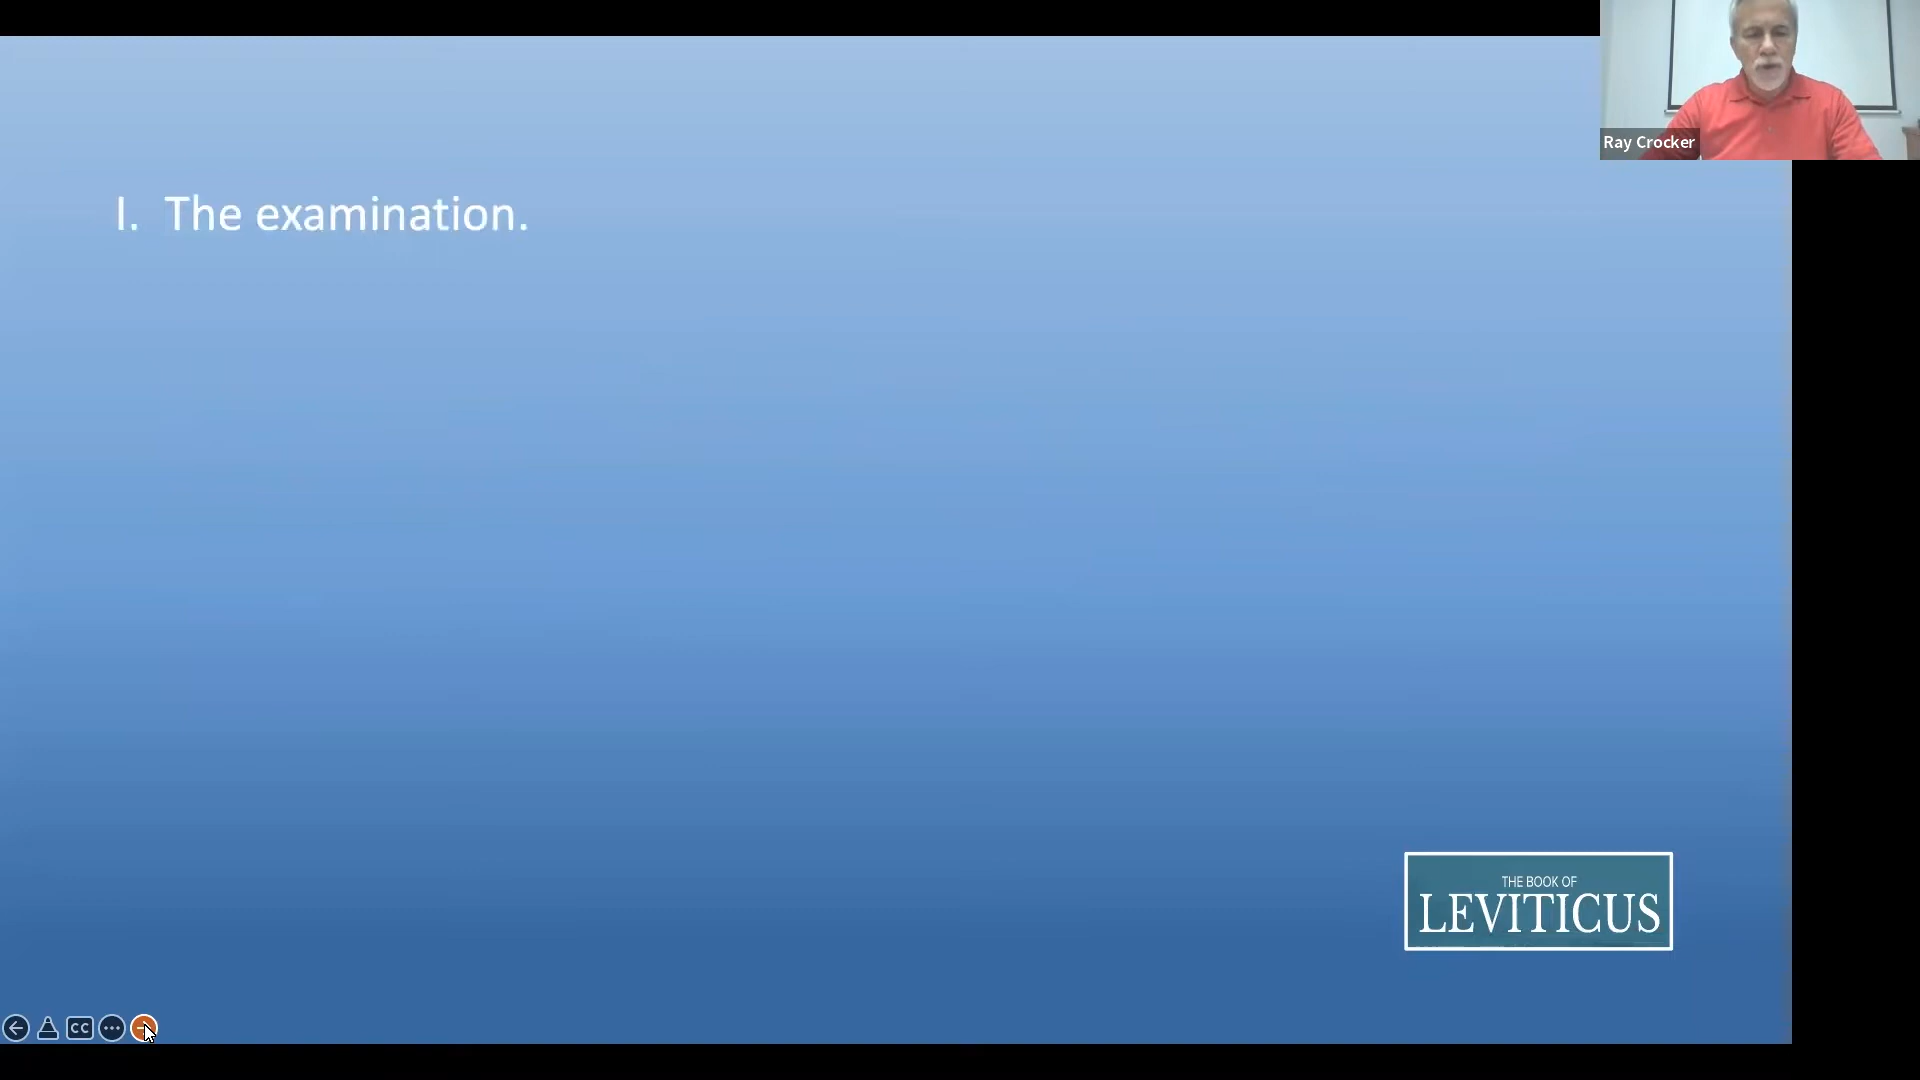 Ray Crocker
I. The examination.
THE BOOK OF
LEVITICUS
CC